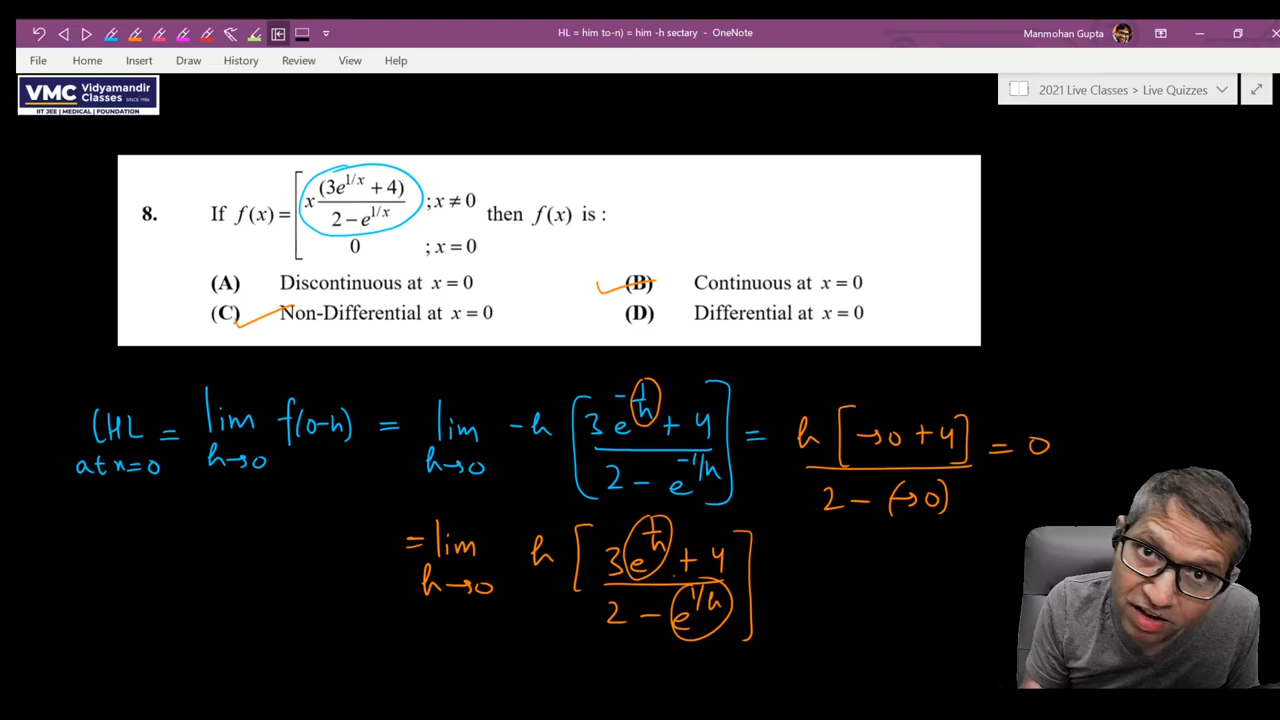 HL = him to-n) = him -h sectary - OneNote
Manmohan Gupta
File Home Insert Draw History Review View Help
VMC Vidyamandir Classes SINCE 1986
IIT JEE | MEDICAL | FOUNDATION
2021 Live Classes > Live Quizzes
8. If f(x) = [ x (3e^{1/x} + 4) / (2 − e^{1/x}) ; x ≠ 0
0 ; x = 0
then f(x) is :
(A) Discontinuous at x = 0 (B) Continuous at x = 0
(C) Non-Differential at x = 0 (D) Differential at x = 0
LHL at x=0 = lim h→0 f(0-h) = lim h→0 -h [ (3e^{-1/h} + 4) / (2 - e^{-1/h}) ] = h [→0 + 4] / (2 - (→0)) = 0
= lim h→0 h [ (3e^{1/h} + 4) / (2 - e^{1/h}) ]